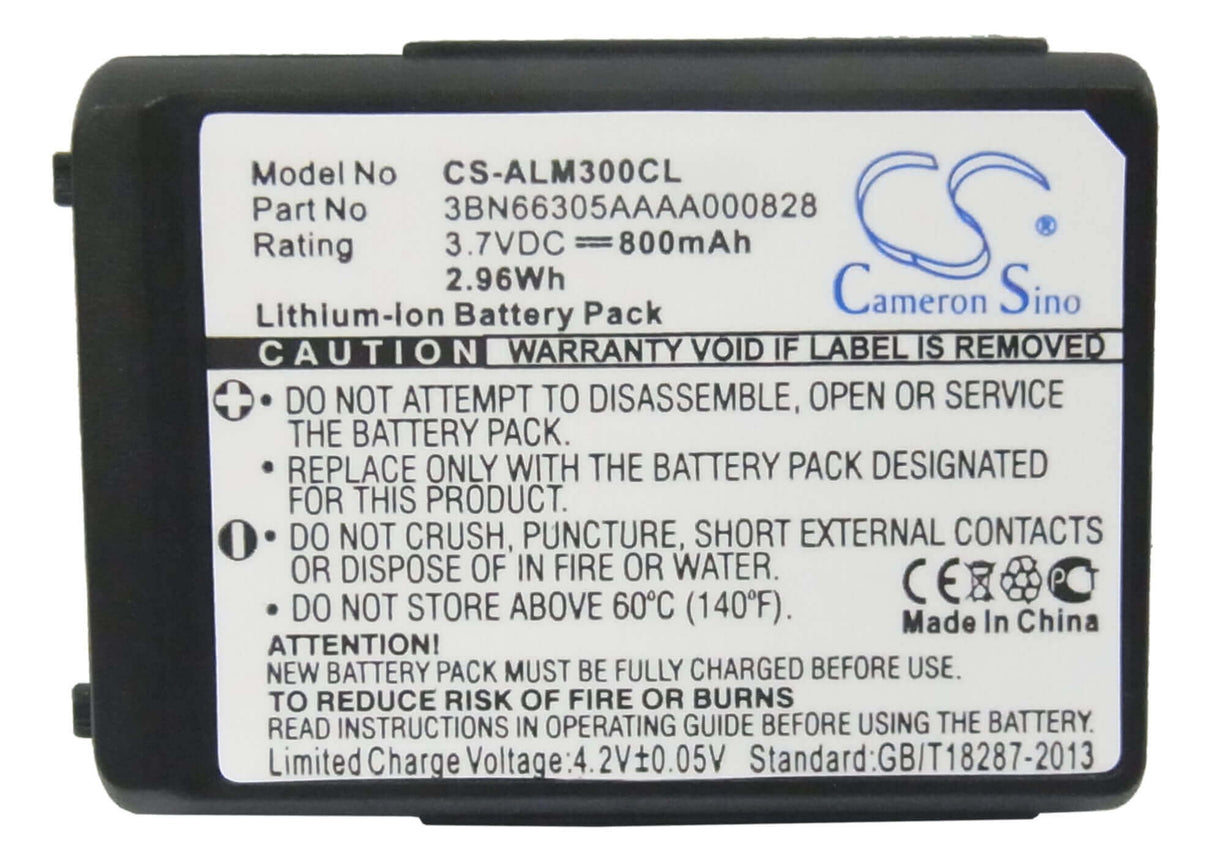 Model No CS-ALM300CL
Part No 3BN66305AAAA000828
Rating 3.7VDC ⎓ 800mAh
2.96Wh
Lithium-Ion Battery Pack
CS®
Cameron Sino
CAUTION WARRANTY VOID IF LABEL IS REMOVED
• DO NOT ATTEMPT TO DISASSEMBLE, OPEN OR SERVICE
THE BATTERY PACK.
• REPLACE ONLY WITH THE BATTERY PACK DESIGNATED
FOR THIS PRODUCT.
• DO NOT CRUSH, PUNCTURE, SHORT EXTERNAL CONTACTS
OR DISPOSE OF IN FIRE OR WATER.
• DO NOT STORE ABOVE 60ºC (140ºF).
CE PCT
Made In China
ATTENTION!
NEW BATTERY PACK MUST BE FULLY CHARGED BEFORE USE.
TO REDUCE RISK OF FIRE OR BURNS
READ INSTRUCTIONS IN OPERATING GUIDE BEFORE USING THE BATTERY.
Limited Charge Voltage:4.2V±0.05V Standard:GB/T18287-2013